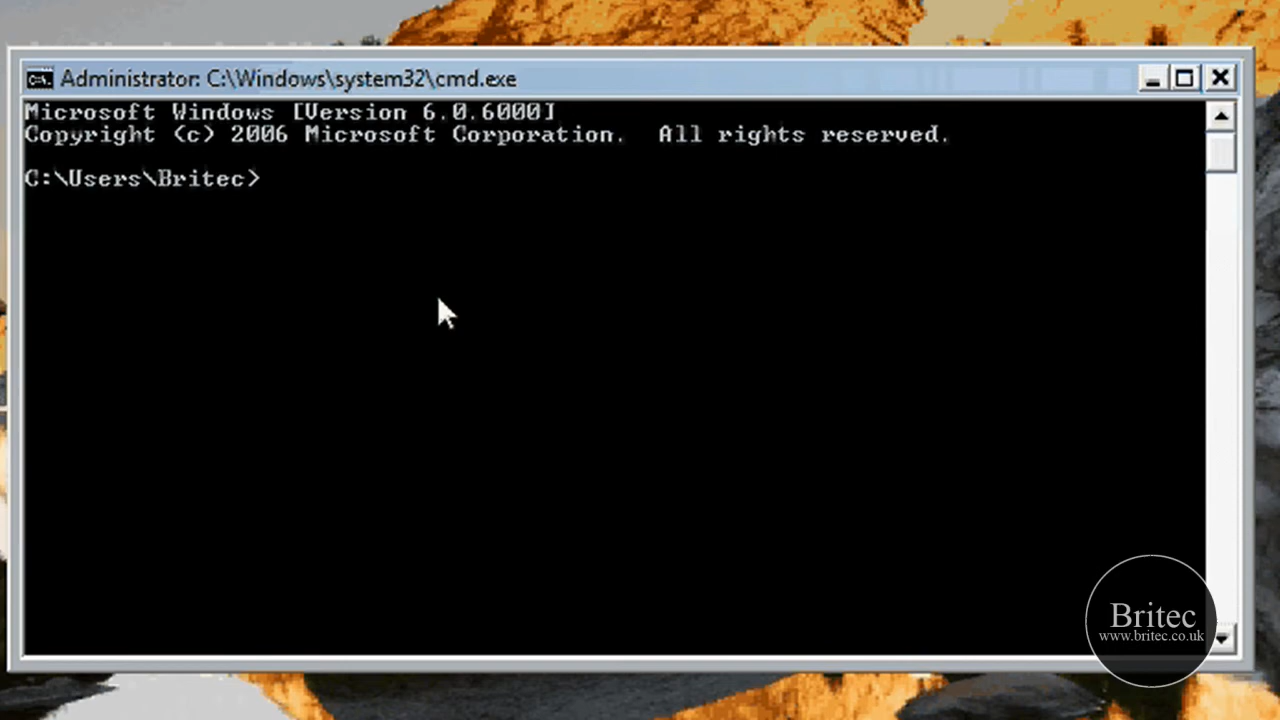 Administrator: C:\Windows\system32\cmd.exe
Microsoft Windows [Version 6.0.6000]
Copyright (c) 2006 Microsoft Corporation.  All rights reserved.
C:\Users\Britec>
Britec
www.britec.co.uk